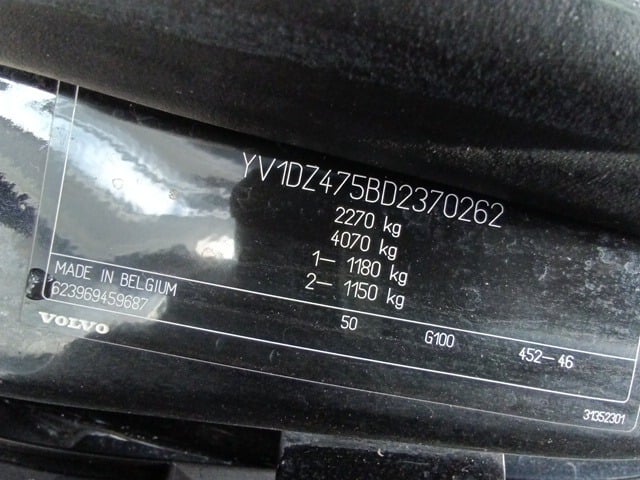 YV1DZ475BD2370262
2270 kg
4070 kg
1– 1180 kg
2– 1150 kg
MADE IN BELGIUM
623969459687
50 G100 452–46
VOLVO
31352301